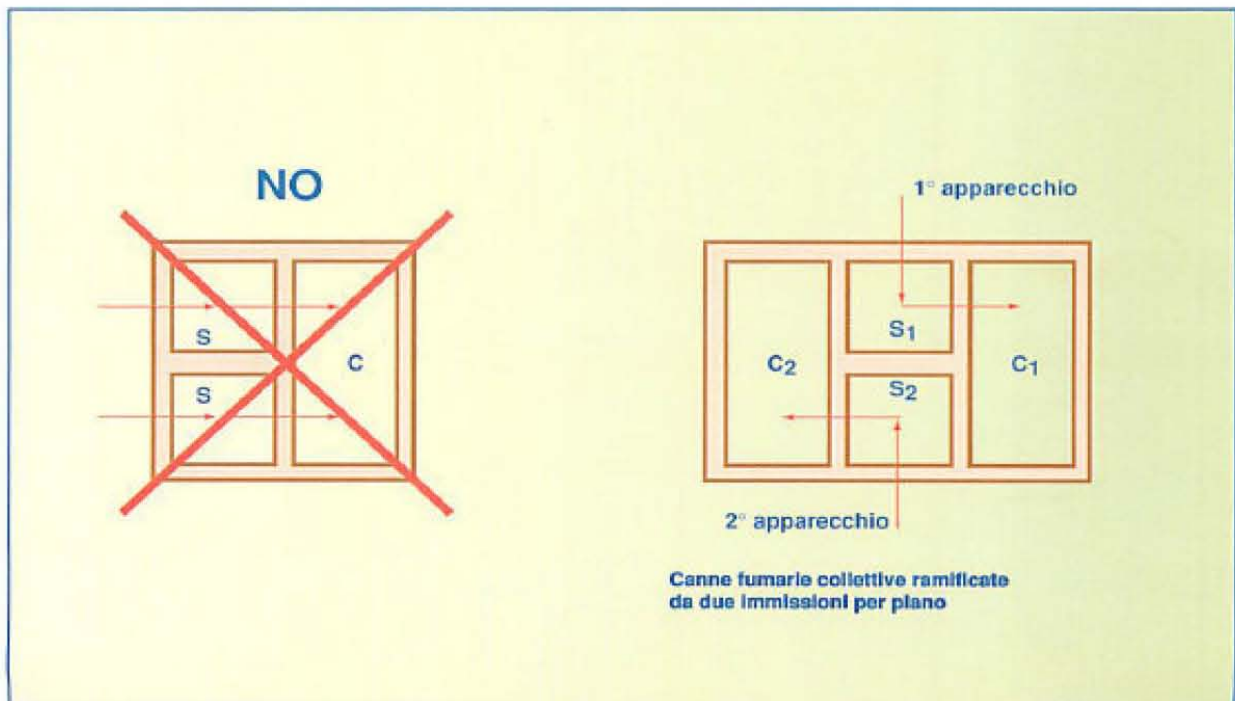 NO
S
S
C
1° apparecchio
C2
S1
S2
C1
2° apparecchio
Canne fumarie collettive ramificate
da due immissioni per piano